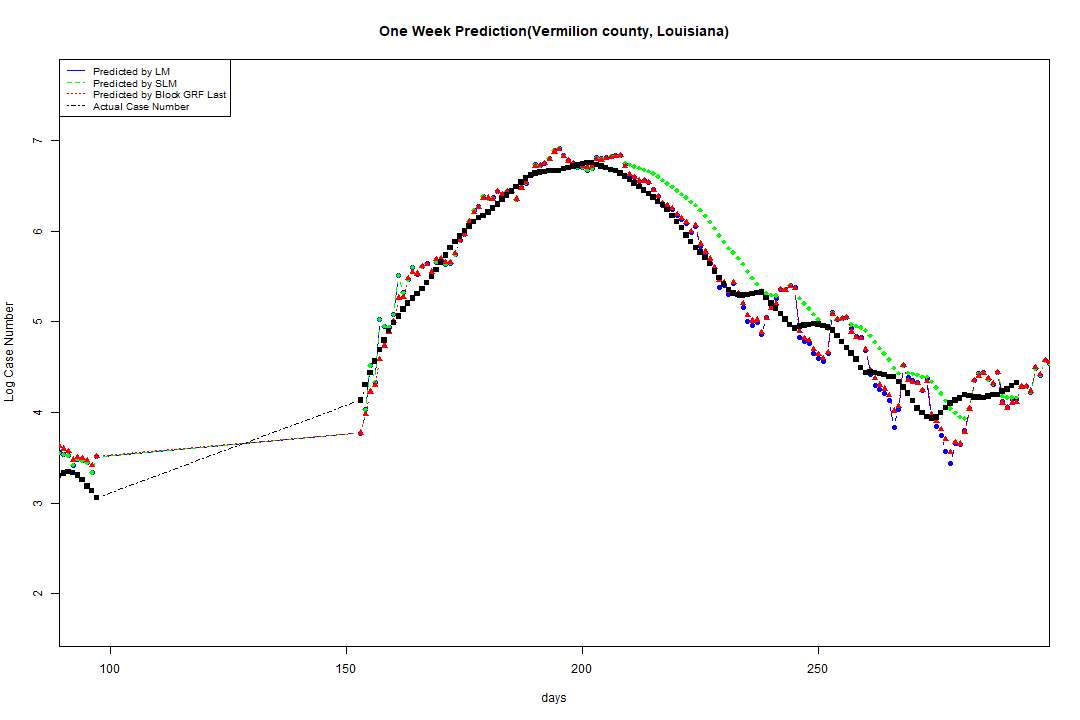 One Week Prediction(Vermilion county, Louisiana)
Predicted by LM
Predicted by SLM
Predicted by Block GRF Last
Actual Case Number
7
6
5
4
3
2
Log Case Number
100 150 200 250
days